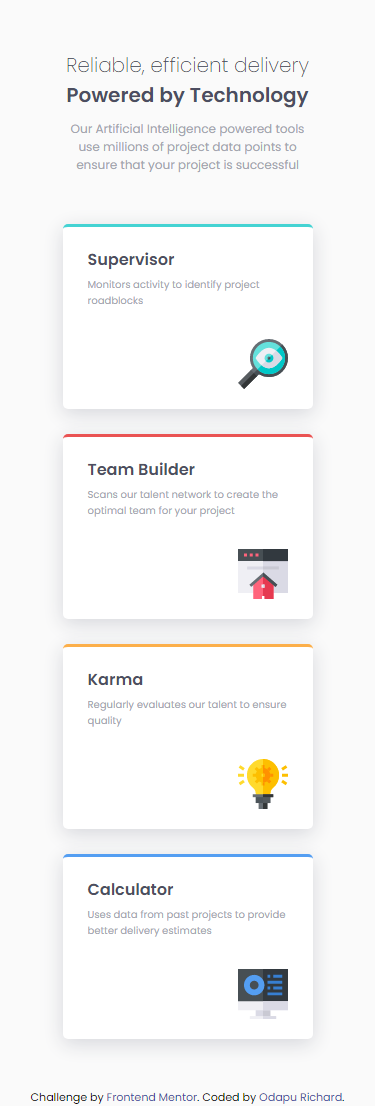 Reliable, efficient delivery
Powered by Technology
Our Artificial Intelligence powered tools
use millions of project data points to
ensure that your project is successful
Supervisor
Monitors activity to identify project
roadblocks
Team Builder
Scans our talent network to create the
optimal team for your project
Karma
Regularly evaluates our talent to ensure
quality
Calculator
Uses data from past projects to provide
better delivery estimates
Challenge by Frontend Mentor. Coded by Odapu Richard.